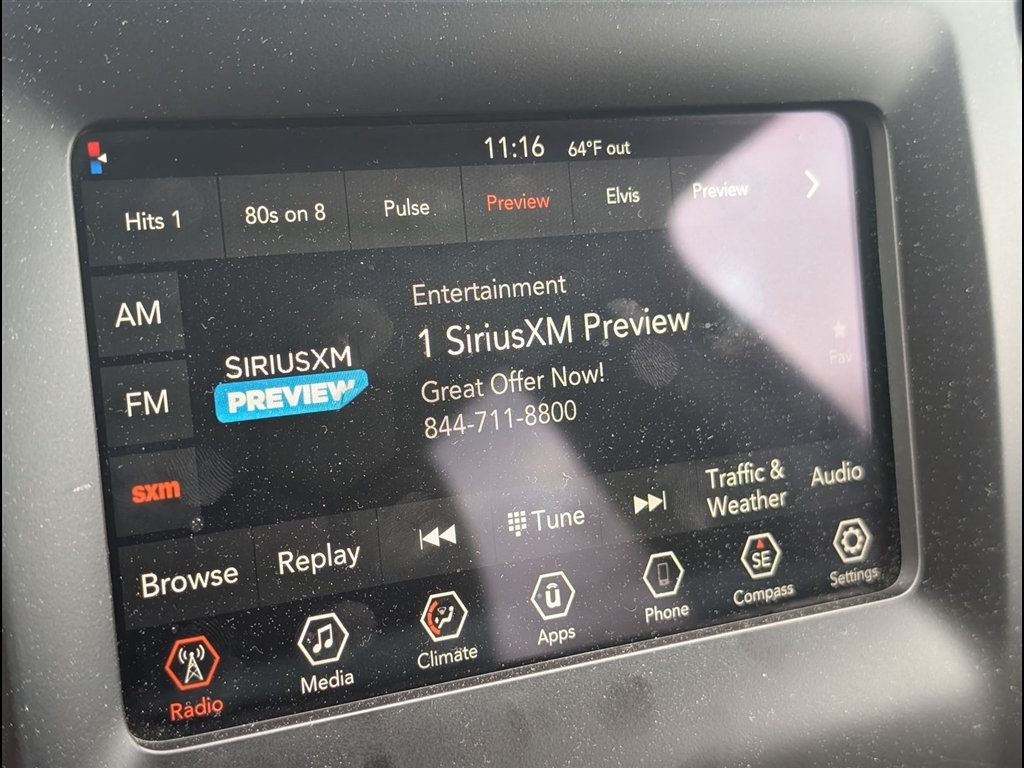 11:16 64°F out
Hits 1 80s on 8 Pulse Preview Elvis Preview
AM
FM
sxm
SIRIUSXM
PREVIEW
Entertainment
1 SiriusXM Preview
Great Offer Now!
844-711-8800
Fav
Browse Replay Tune Traffic & Weather Audio
Radio Media Climate Apps Phone Compass Settings
u SE